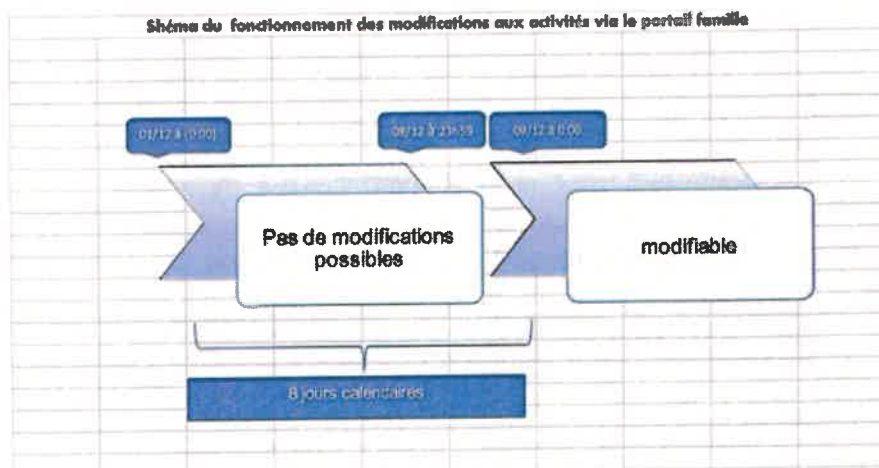 Shéma du fonctionnement des modifications aux activités via le portail famille
01/12 à (0:00)
08/12 à 23h59
09/12 à 0:00
Pas de modifications
possibles
modifiable
8 jours calendaires